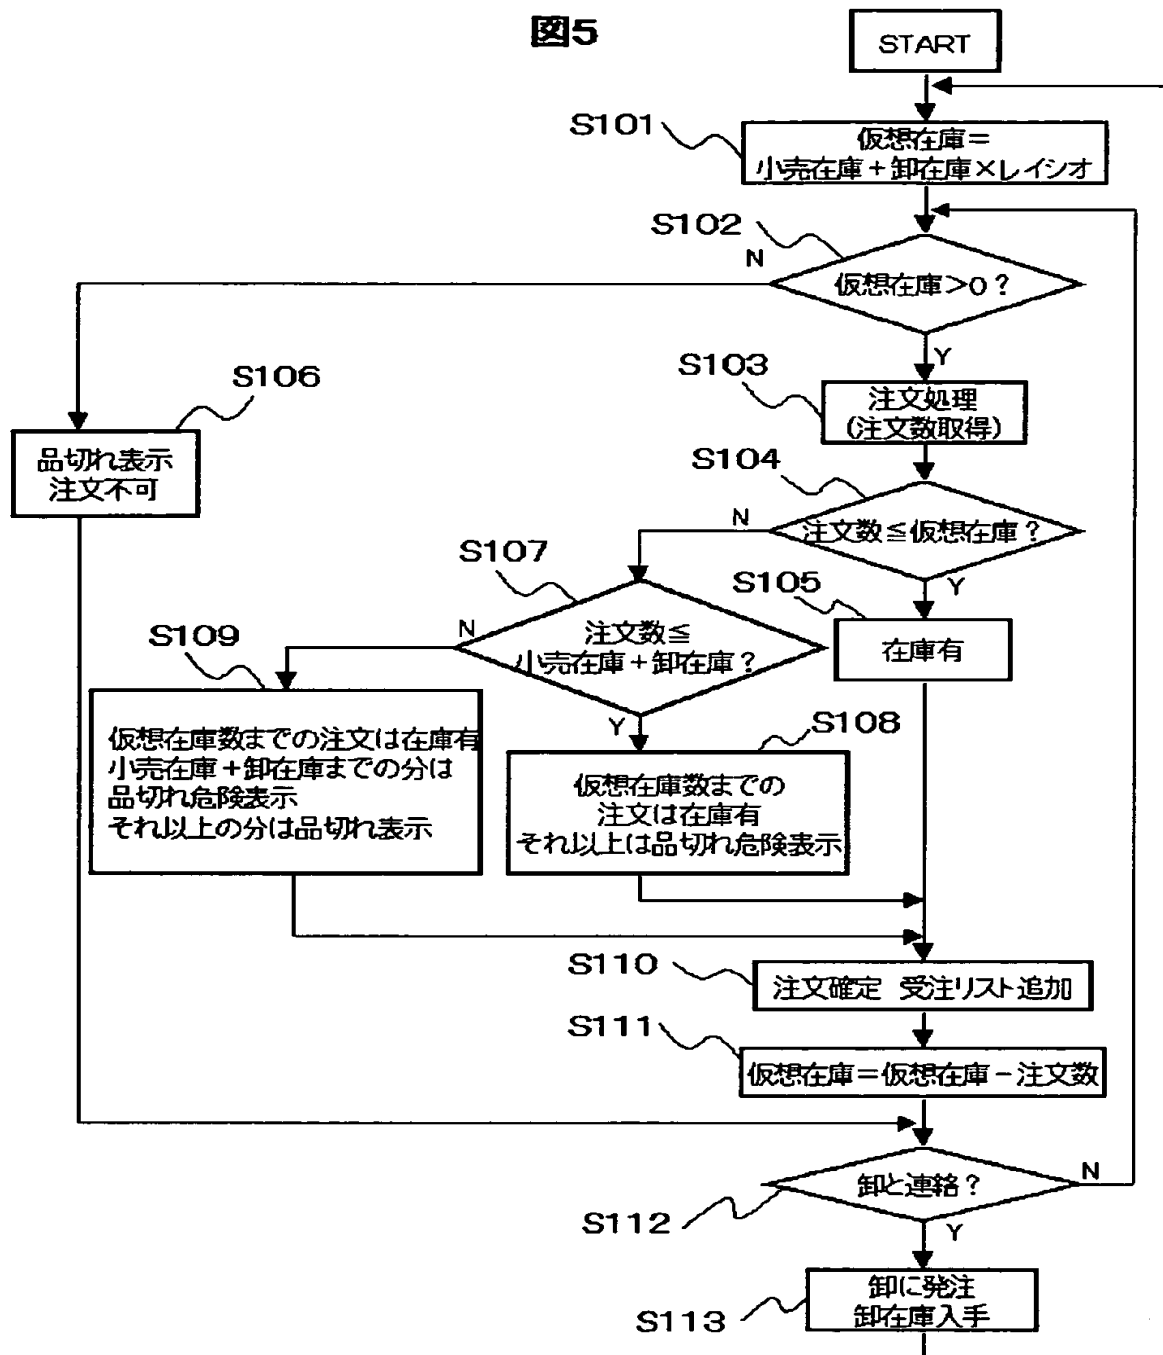 図5
START
S101
仮想在庫＝
小売在庫＋卸在庫×レイシオ
S102
N
仮想在庫＞0？
Y
S103
注文処理
(注文数取得)
S106
品切れ表示
注文不可
S104
N
注文数≦仮想在庫？
Y
S107
S105
在庫有
N
注文数≦
小売在庫＋卸在庫？
Y
S109
仮想在庫数までの注文は在庫有
小売在庫＋卸在庫までの分は
品切れ危険表示
それ以上の分は品切れ表示
S108
仮想在庫数までの
注文は在庫有
それ以上は品切れ危険表示
S110
注文確定 受注リスト追加
S111
仮想在庫＝仮想在庫－注文数
卸と連絡？
N
S112
Y
卸に発注
卸在庫入手
S113